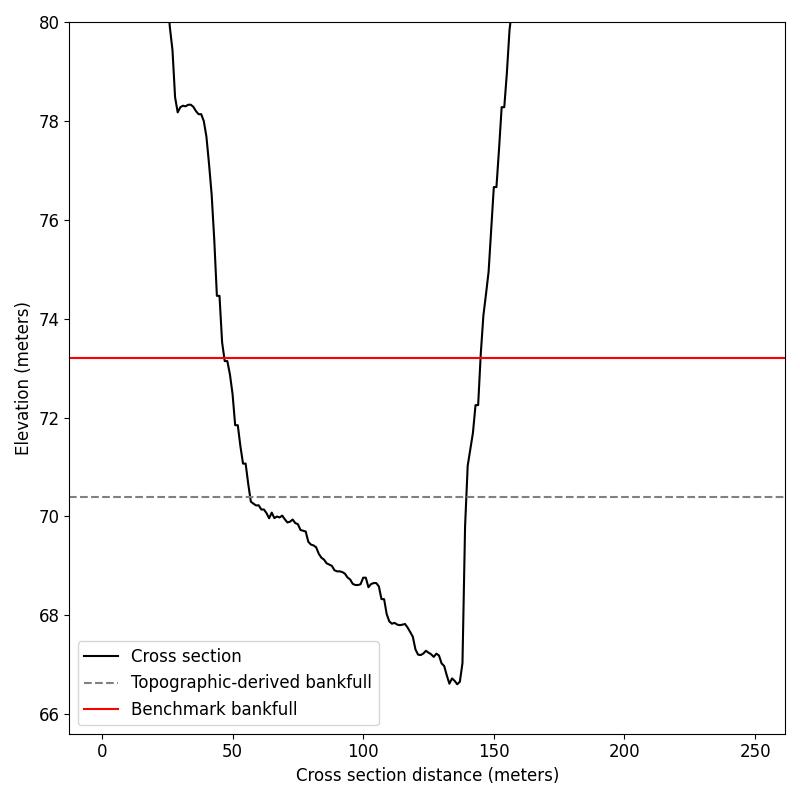 80
78
76
74
72
70
68
66
Elevation (meters)
Cross section
Topographic-derived bankfull
Benchmark bankfull
0 50 100 150 200 250
Cross section distance (meters)